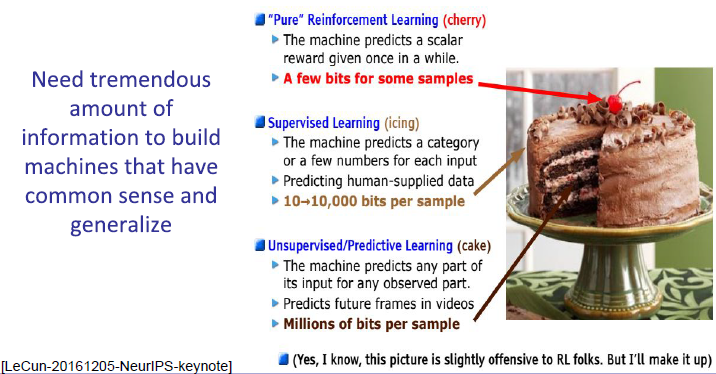 Need tremendous
amount of
information to build
machines that have
common sense and
generalize
"Pure" Reinforcement Learning (cherry)
The machine predicts a scalar
reward given once in a while.
A few bits for some samples
Supervised Learning (icing)
The machine predicts a category
or a few numbers for each input
Predicting human-supplied data
10→10,000 bits per sample
Unsupervised/Predictive Learning (cake)
The machine predicts any part of
its input for any observed part.
Predicts future frames in videos
Millions of bits per sample
(Yes, I know, this picture is slightly offensive to RL folks. But I'll make it up)
[LeCun-20161205-NeurIPS-keynote]